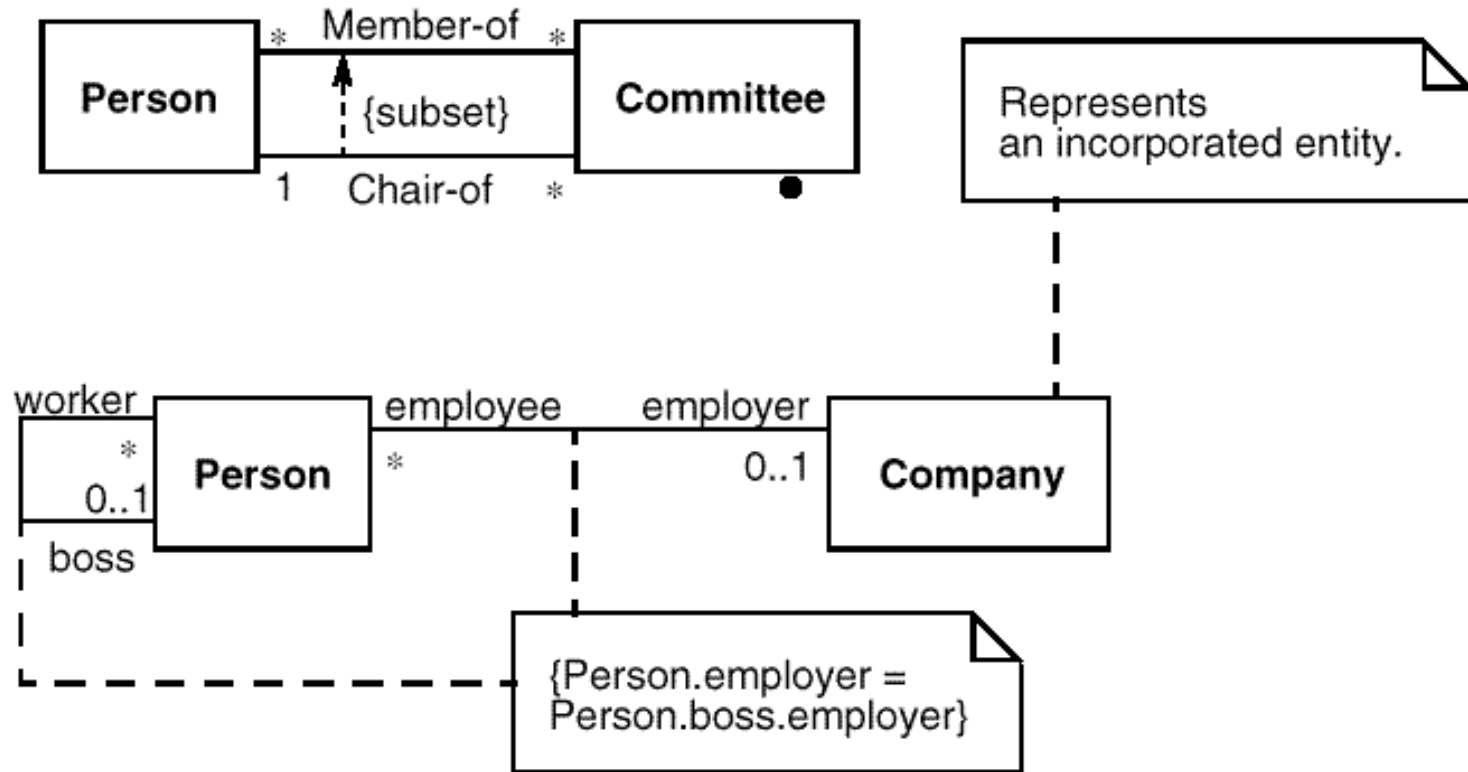 * Member-of *
Person
{subset}
Committee
1 Chair-of *
Represents
an incorporated entity.
worker
*
0..1
boss
Person
employee
*
employer
0..1
Company
{Person.employer =
Person.boss.employer}